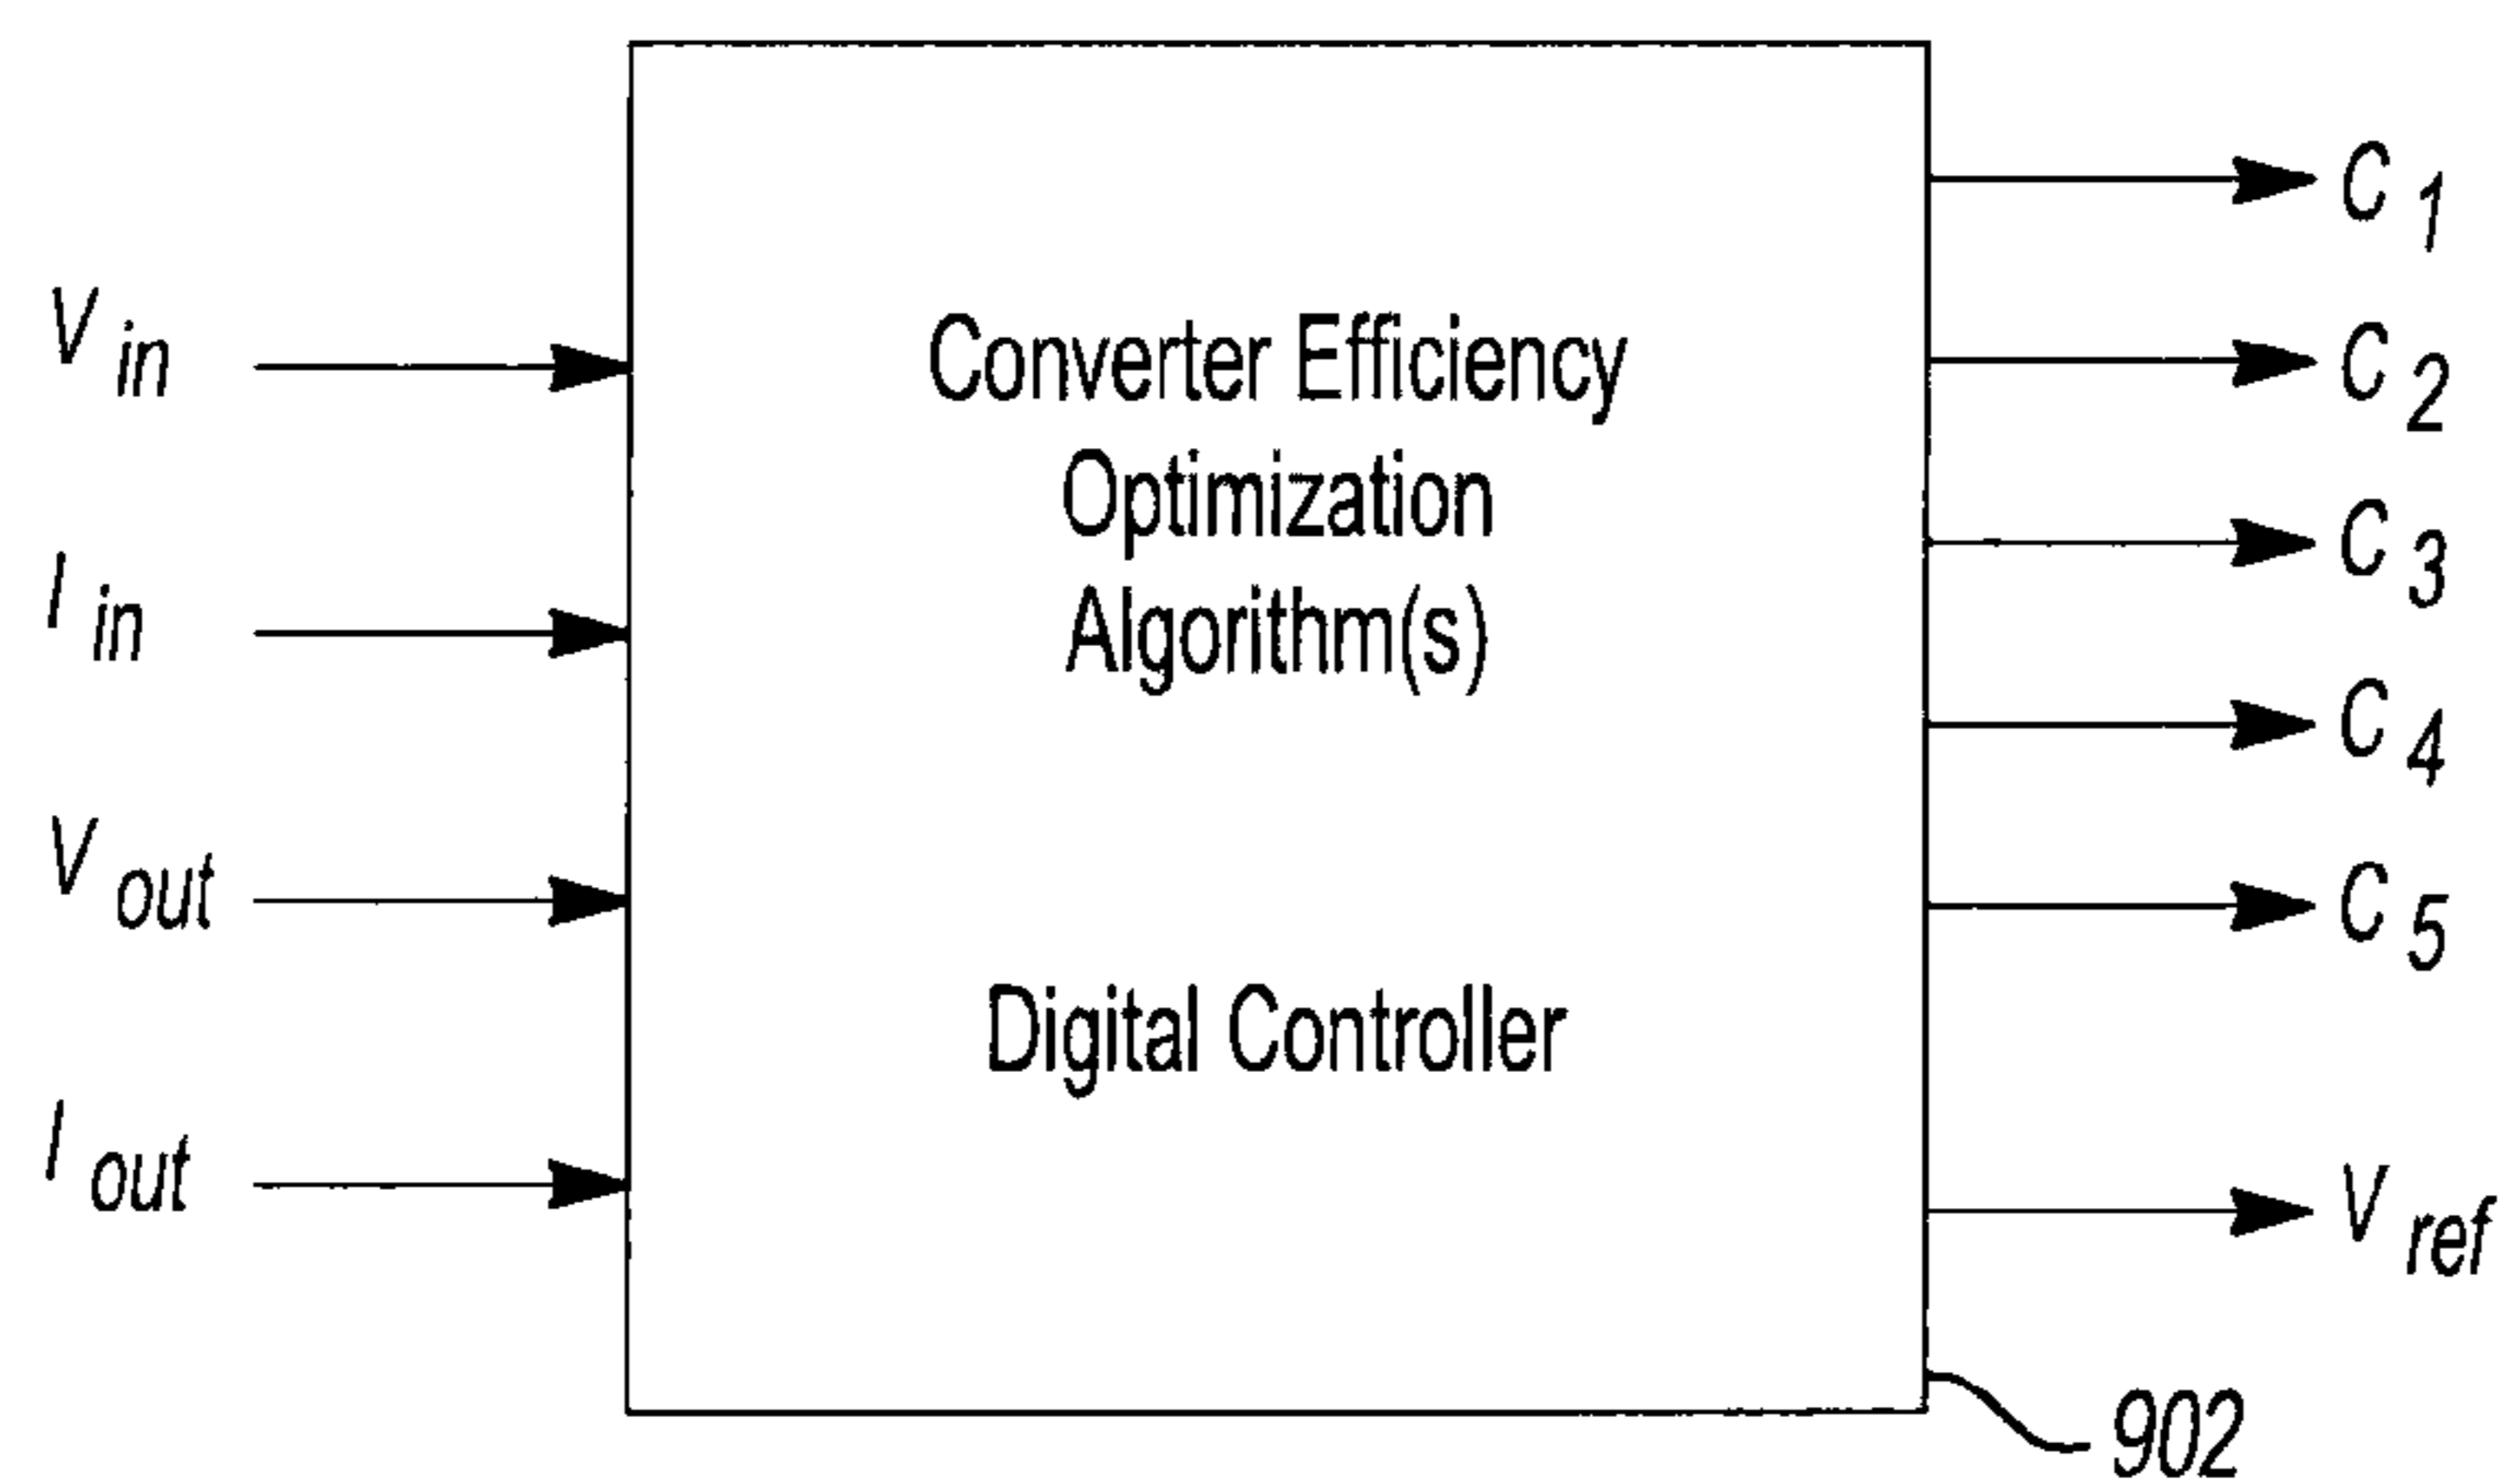 V in
I in
V out
I out
Converter Efficiency
Optimization
Algorithm(s)
Digital Controller
C 1
C 2
C 3
C 4
C 5
V ref
902